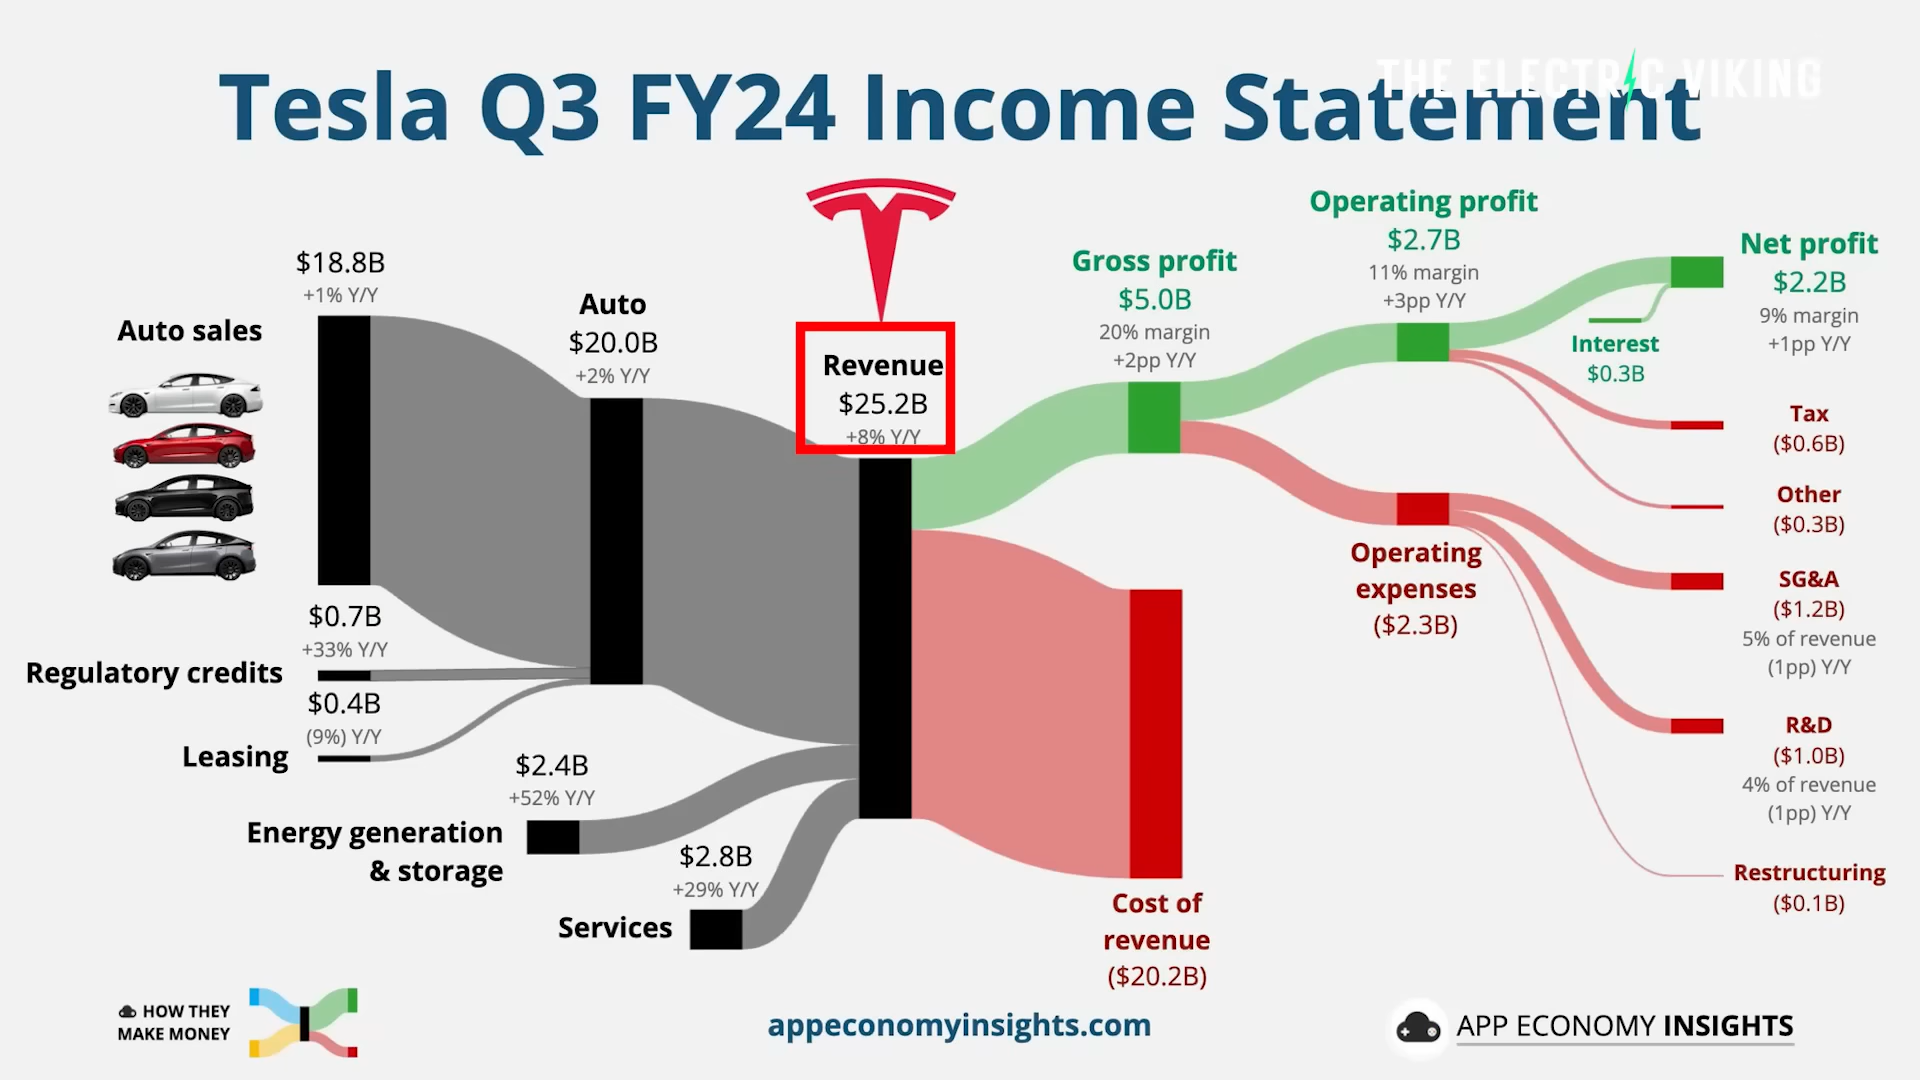 THE ELECTRIC VIKING
Tesla Q3 FY24 Income Statement
$18.8B
+1% Y/Y
Auto sales
$0.7B
+33% Y/Y
Regulatory credits
$0.4B
(9%) Y/Y
Leasing
Auto
$20.0B
+2% Y/Y
$2.4B
+52% Y/Y
Energy generation
& storage
$2.8B
+29% Y/Y
Services
Revenue
$25.2B
+8% Y/Y
Gross profit
$5.0B
20% margin
+2pp Y/Y
Cost of
revenue
($20.2B)
Operating profit
$2.7B
11% margin
+3pp Y/Y
Operating
expenses
($2.3B)
Net profit
$2.2B
9% margin
+1pp Y/Y
Interest
$0.3B
Tax
($0.6B)
Other
($0.3B)
SG&A
($1.2B)
5% of revenue
(1pp) Y/Y
R&D
($1.0B)
4% of revenue
(1pp) Y/Y
Restructuring
($0.1B)
HOW THEY
MAKE MONEY
appeconomyinsights.com
APP ECONOMY INSIGHTS